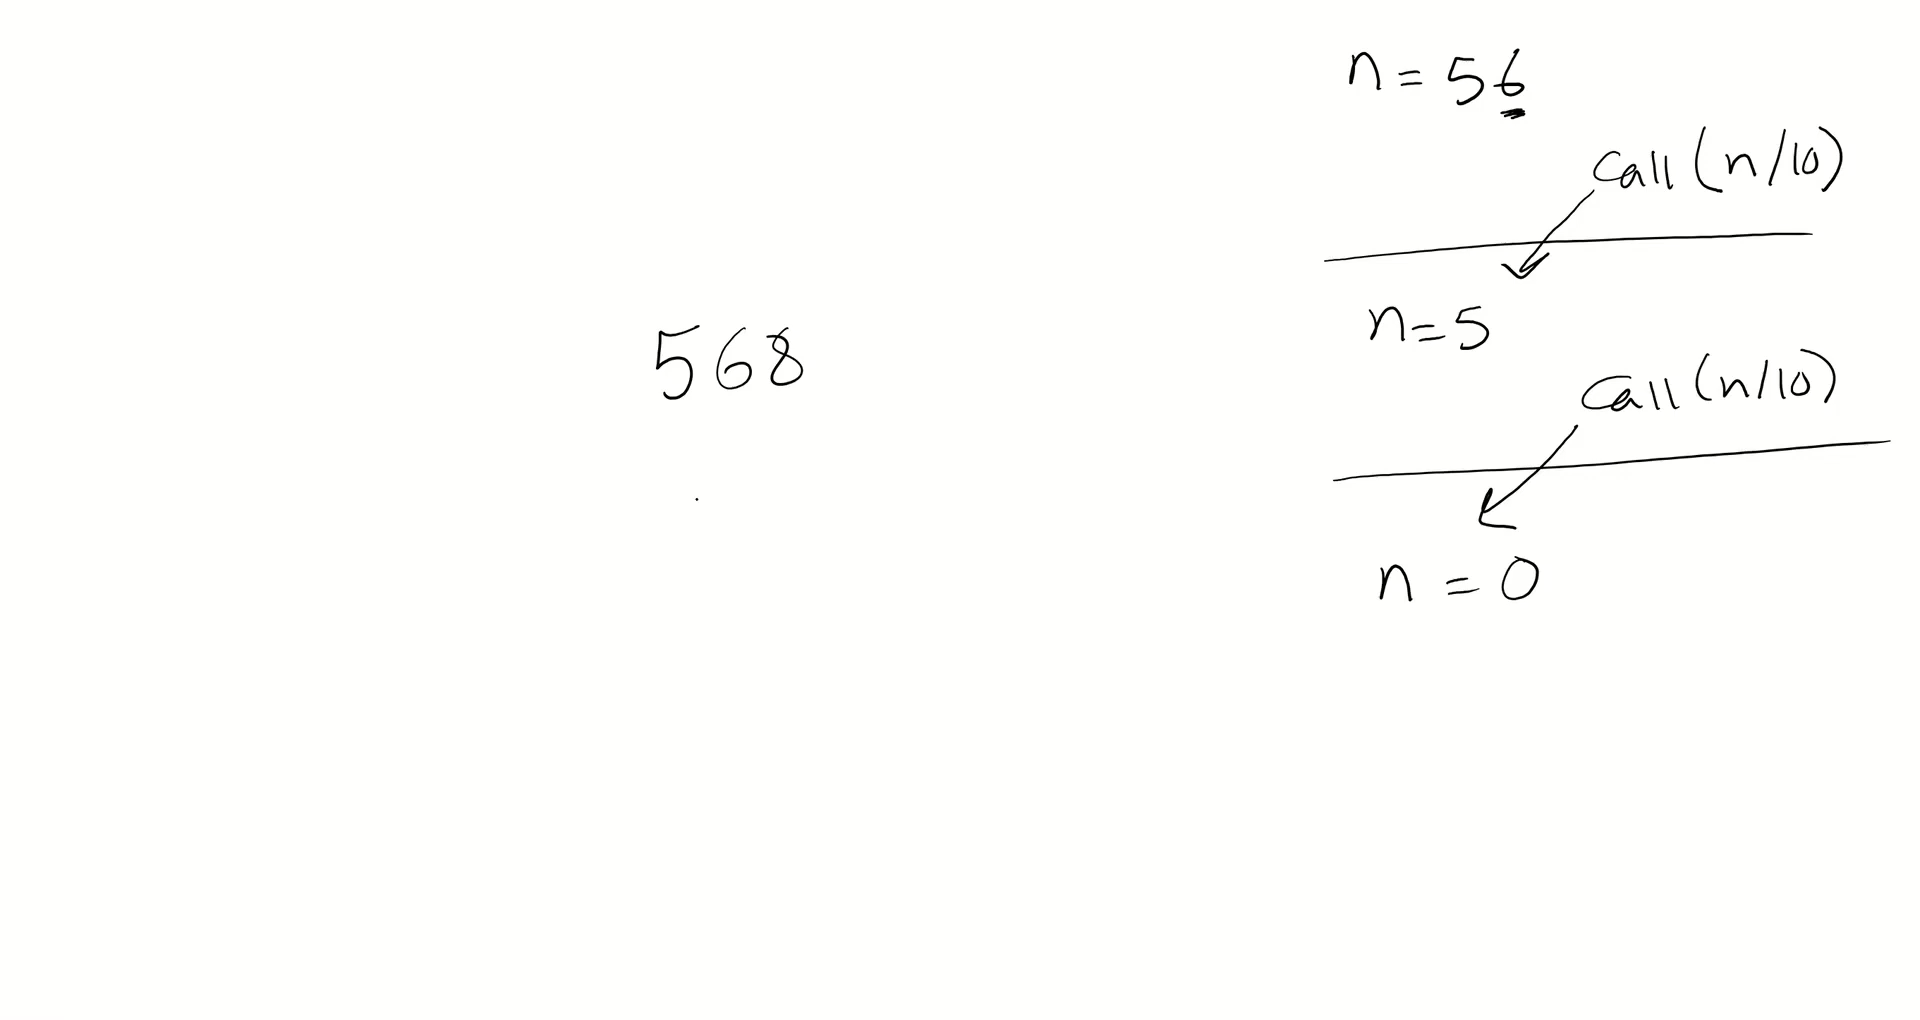 n = 56
call (n/10)
n = 5
568
call (n/10)
n = 0